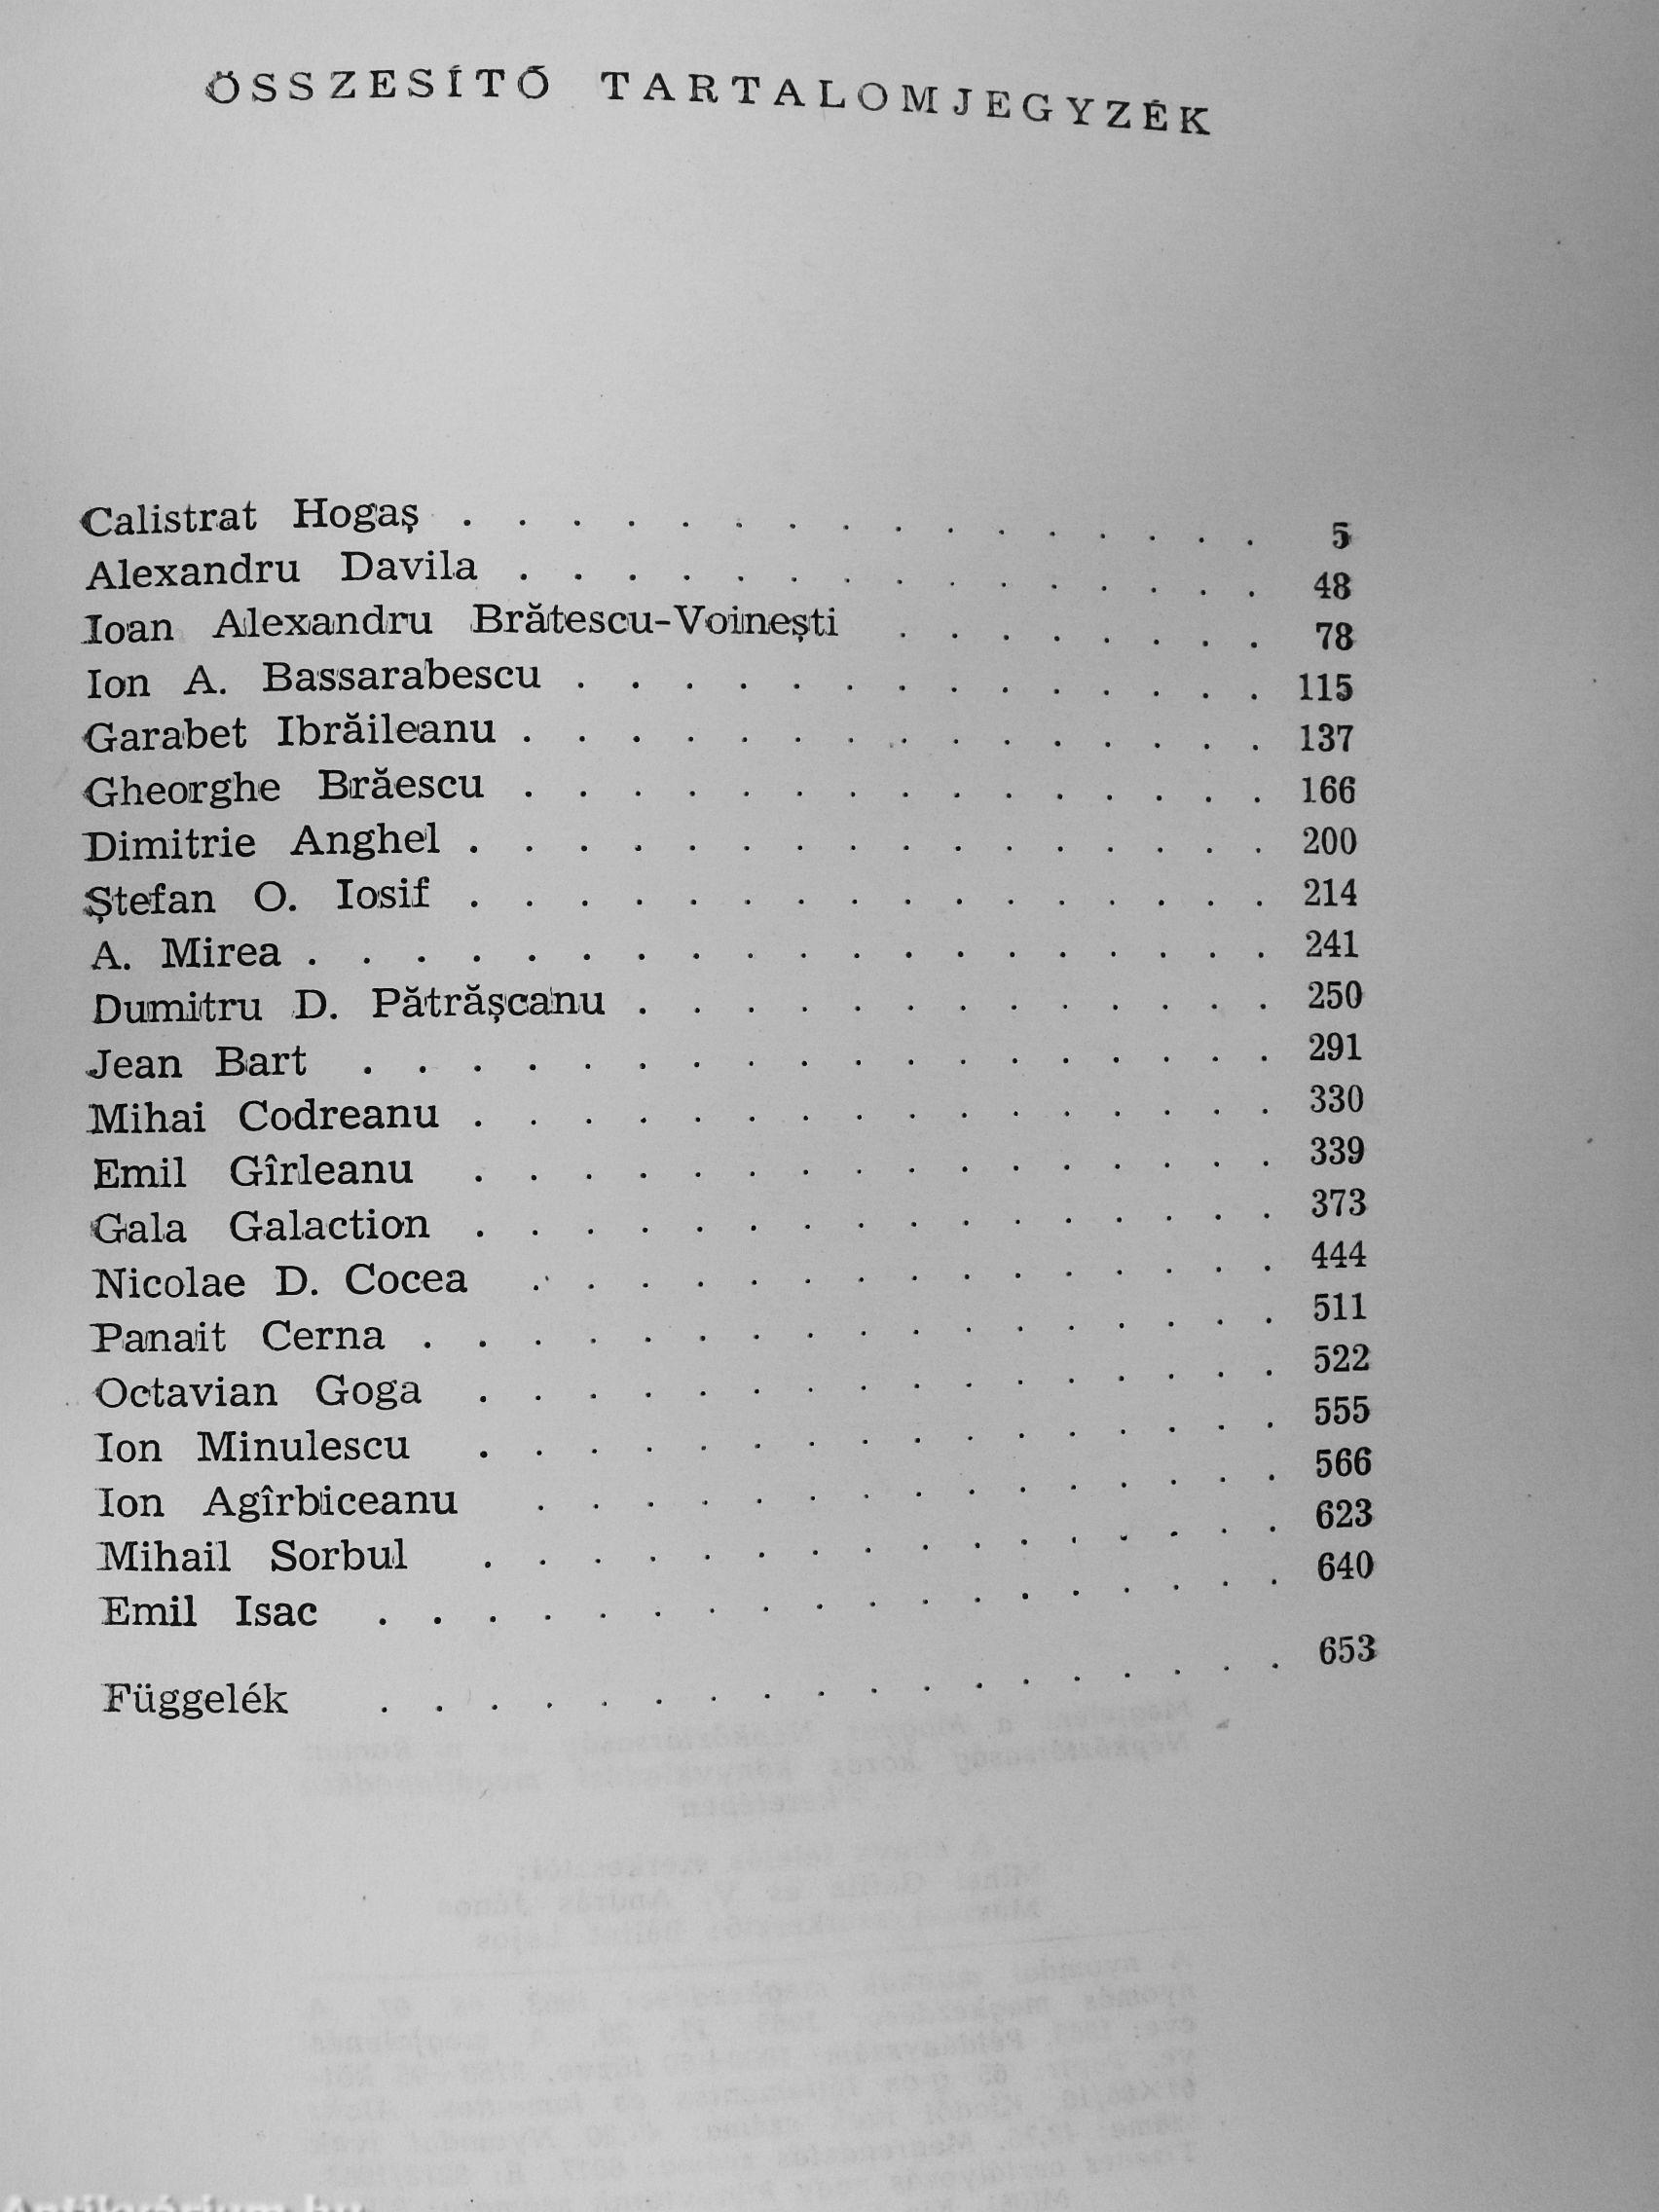 ÖSSZESÍTŐ TARTALOMJEGYZÉK
Calistrat Hogaş . . . . . . . . . . . . . . . . 5
Alexandru Davila . . . . . . . . . . . . . . . 48
Ioan Alexandru Brătescu-Voineşti . . . . . . . . 78
Ion A. Bassarabescu . . . . . . . . . . . . . . 115
Garabet Ibrăileanu . . . . . . . . . . . . . . . 137
Gheorghe Brăescu . . . . . . . . . . . . . . . 166
Dimitrie Anghel . . . . . . . . . . . . . . . . 200
Ştefan O. Iosif . . . . . . . . . . . . . . . . 214
A. Mirea . . . . . . . . . . . . . . . . . . . 241
Dumitru D. Pătrăşcanu . . . . . . . . . . . . . 250
Jean Bart . . . . . . . . . . . . . . . . . . 291
Mihai Codreanu . . . . . . . . . . . . . . . . 330
Emil Gîrleanu . . . . . . . . . . . . . . . . 339
Gala Galaction . . . . . . . . . . . . . . . . 373
Nicolae D. Cocea . . . . . . . . . . . . . . . 444
Panait Cerna . . . . . . . . . . . . . . . . . 511
Octavian Goga . . . . . . . . . . . . . . . . 522
Ion Minulescu . . . . . . . . . . . . . . . . 555
Ion Agîrbiceanu . . . . . . . . . . . . . . . 566
Mihail Sorbul . . . . . . . . . . . . . . . . 623
Emil Isac . . . . . . . . . . . . . . . . . . 640
Függelék . . . . . . . . . . . . . . . . . . 653